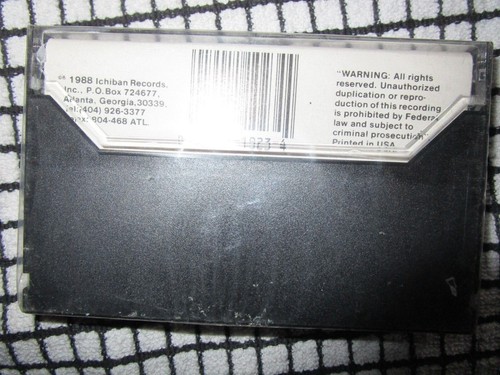 1988 Ichiban Records,
Inc., P.O.Box 724677,
Atlanta, Georgia,30339.
Tel:(404) 926-3377
804-468 ATL.
"WARNING: All rights
reserved. Unauthorized
duplication or repro-
duction of this recording
is prohibited by Federal
law and subject to
criminal prosecution"
Printed in USA